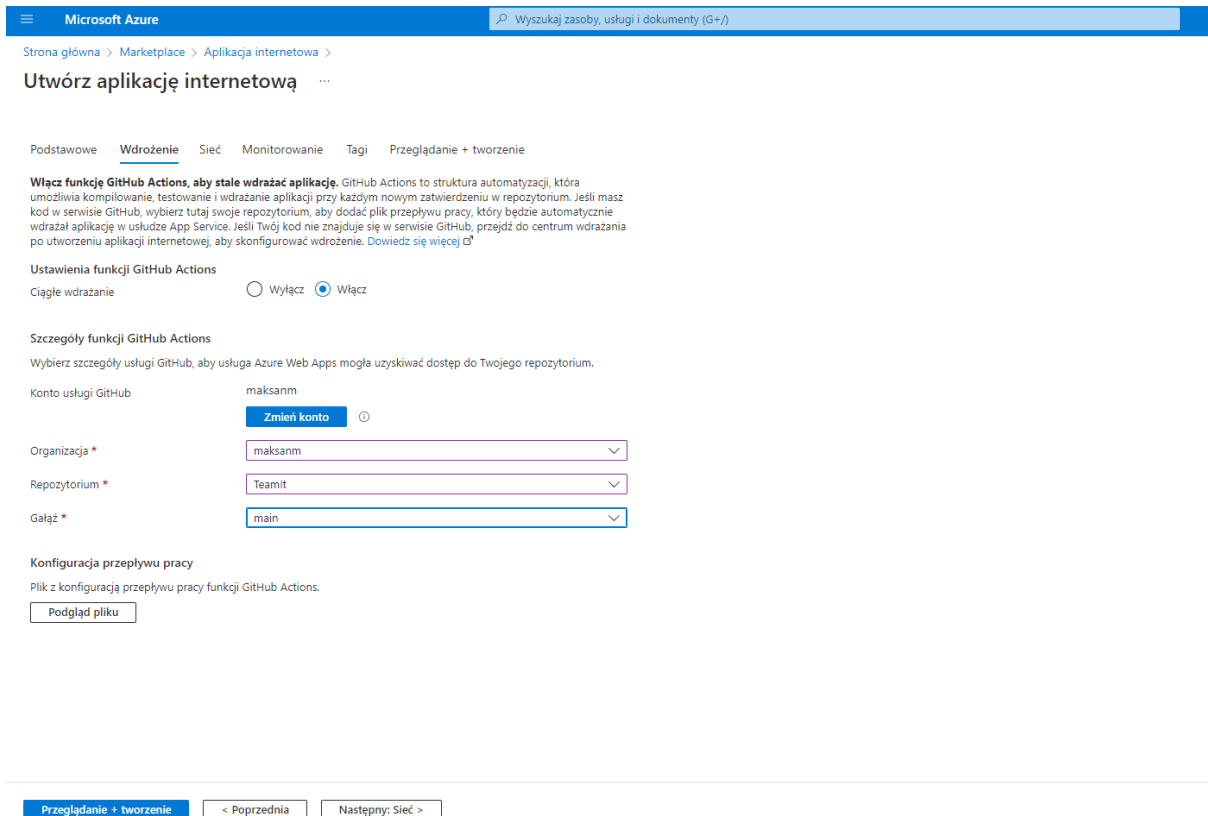 Microsoft Azure
Wyszukaj zasoby, usługi i dokumenty (G+/)
Strona główna > Marketplace > Aplikacja internetowa >
Utwórz aplikację internetową ...
Podstawowe Wdrożenie Sieć Monitorowanie Tagi Przeglądanie + tworzenie
Włącz funkcję GitHub Actions, aby stale wdrażać aplikację. GitHub Actions to struktura automatyzacji, która
umożliwia kompilowanie, testowanie i wdrażanie aplikacji przy każdym nowym zatwierdzeniu w repozytorium. Jeśli masz
kod w serwisie GitHub, wybierz tutaj swoje repozytorium, aby dodać plik przepływu pracy, który będzie automatycznie
wdrażał aplikację w usłudze App Service. Jeśli Twój kod nie znajduje się w serwisie GitHub, przejdź do centrum wdrażania
po utworzeniu aplikacji internetowej, aby skonfigurować wdrożenie. Dowiedz się więcej
Ustawienia funkcji GitHub Actions
Ciągłe wdrażanie Wyłącz Włącz
Szczegóły funkcji GitHub Actions
Wybierz szczegóły usługi GitHub, aby usługa Azure Web Apps mogła uzyskiwać dostęp do Twojego repozytorium.
Konto usługi GitHub maksanm
Zmień konto
Organizacja * maksanm
Repozytorium * TeamIt
Gałąź * main
Konfiguracja przepływu pracy
Plik z konfiguracją przepływu pracy funkcji GitHub Actions.
Podgląd pliku
Przeglądanie + tworzenie < Poprzednia Następny: Sieć >